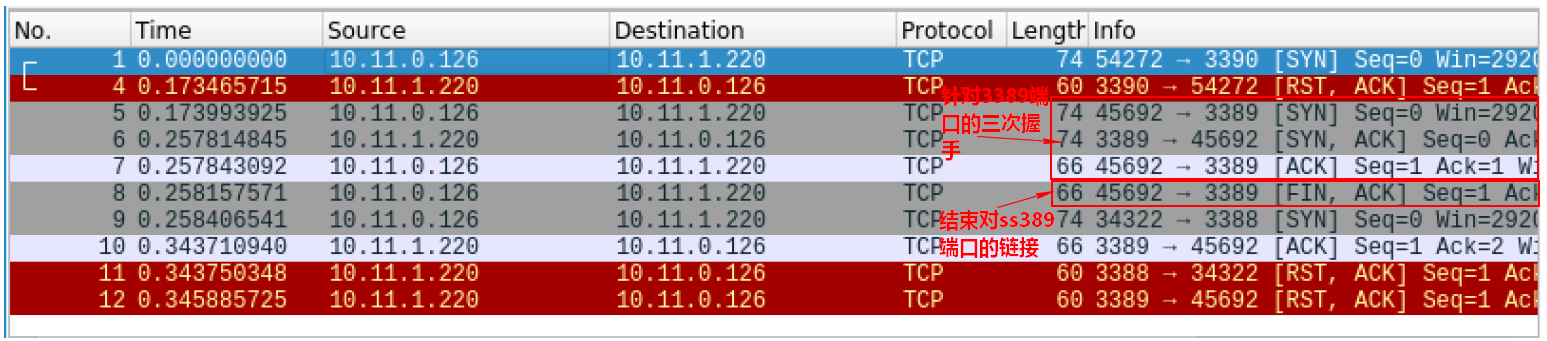 No. Time Source Destination Protocol Length Info
1 0.000000000 10.11.0.126 10.11.1.220 TCP 74 54272 → 3390 [SYN] Seq=0 Win=2920
4 0.173465715 10.11.1.220 10.11.0.126 TCP 60 3390 → 54272 [RST, ACK] Seq=1 Ack
5 0.173993925 10.11.0.126 10.11.1.220 TCP 74 45692 → 3389 [SYN] Seq=0 Win=2920
6 0.257814845 10.11.1.220 10.11.0.126 TCP 74 3389 → 45692 [SYN, ACK] Seq=0 Ack
7 0.257843092 10.11.0.126 10.11.1.220 TCP 66 45692 → 3389 [ACK] Seq=1 Ack=1 Wi
8 0.258157571 10.11.0.126 10.11.1.220 TCP 66 45692 → 3389 [FIN, ACK] Seq=1 Ack
9 0.258406541 10.11.0.126 10.11.1.220 TCP 74 34322 → 3388 [SYN] Seq=0 Win=2920
10 0.343710940 10.11.1.220 10.11.0.126 TCP 66 3389 → 45692 [ACK] Seq=1 Ack=2 Wi
11 0.343750348 10.11.1.220 10.11.0.126 TCP 60 3388 → 34322 [RST, ACK] Seq=1 Ack
12 0.345885725 10.11.1.220 10.11.0.126 TCP 60 3389 → 45692 [RST, ACK] Seq=1 Ack
针对3389端
口的三次握
手
结束对ss389
端口的链接